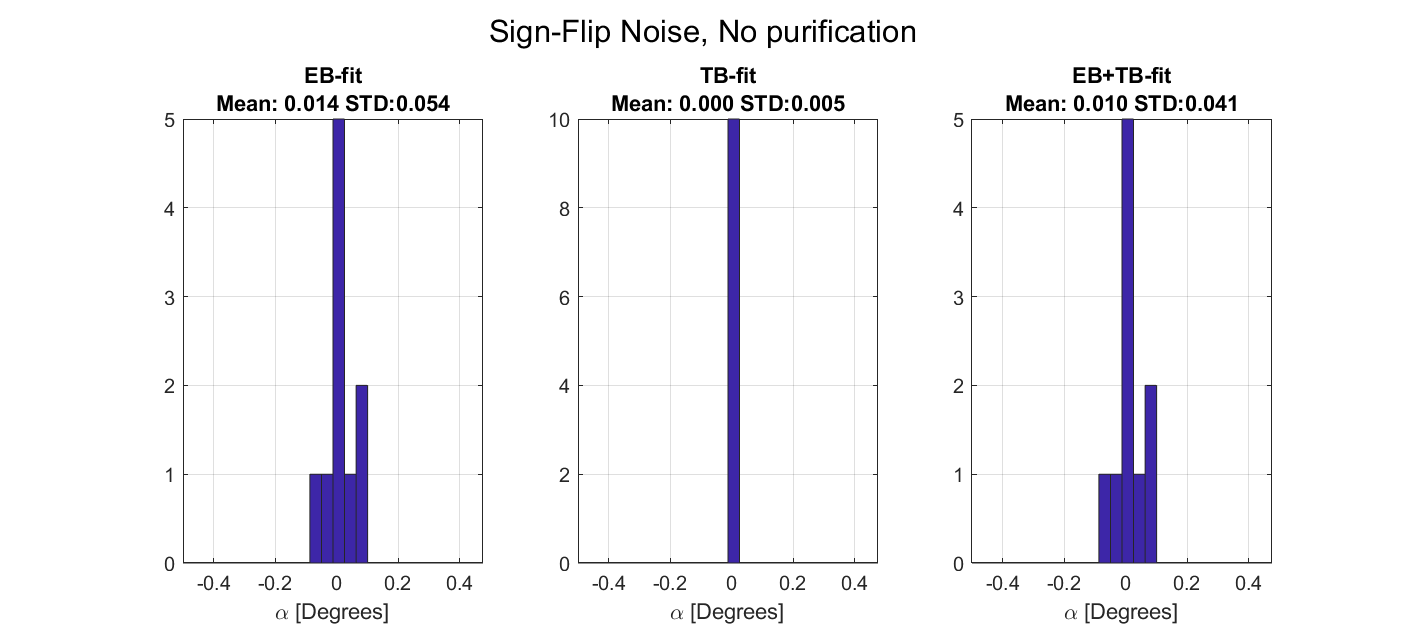 Sign-Flip Noise, No purification
EB-fit
Mean: 0.014 STD:0.054
5
4
3
2
1
0
-0.4 -0.2 0 0.2 0.4
α [Degrees]
TB-fit
Mean: 0.000 STD:0.005
10
8
6
4
2
0
-0.4 -0.2 0 0.2 0.4
α [Degrees]
EB+TB-fit
Mean: 0.010 STD:0.041
5
4
3
2
1
0
-0.4 -0.2 0 0.2 0.4
α [Degrees]